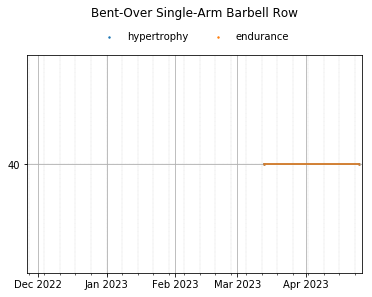 Bent-Over Single-Arm Barbell Row
hypertrophy endurance
40
Dec 2022 Jan 2023 Feb 2023 Mar 2023 Apr 2023